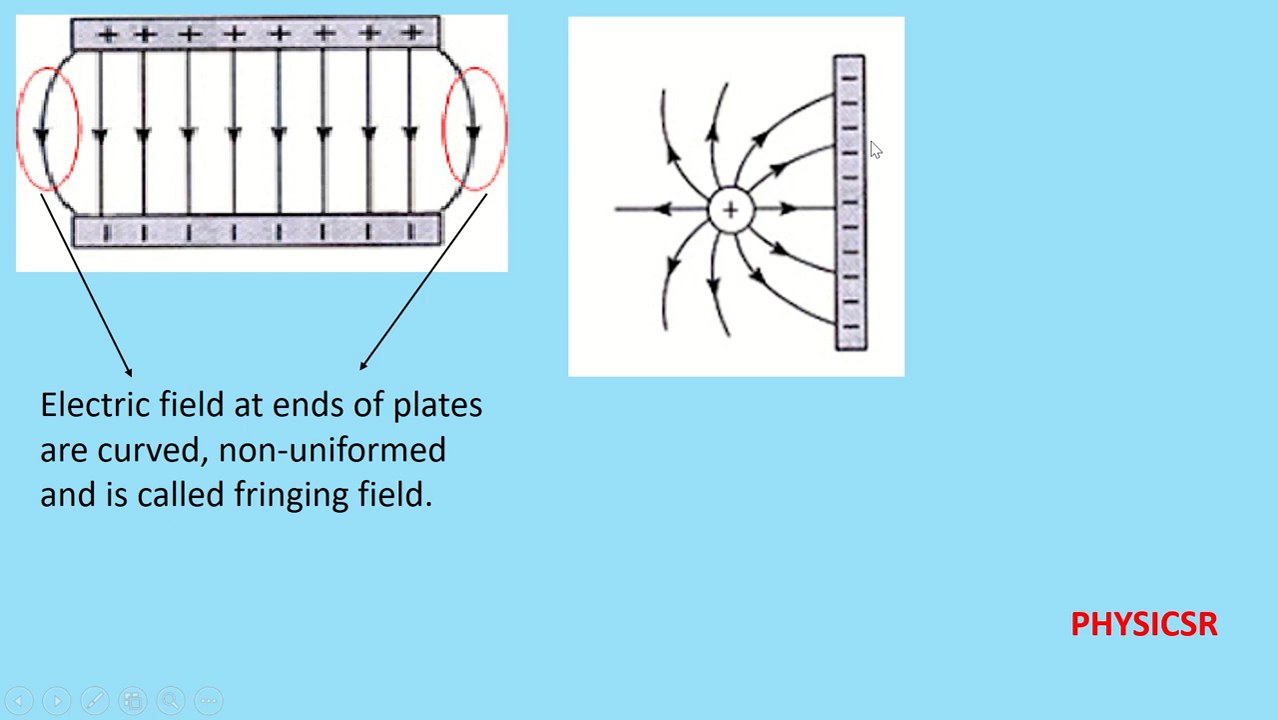 + + + + + + + +
- - - - - - - -
+
- - - - - - - - - - -
Electric field at ends of plates
are curved, non-uniformed
and is called fringing field.
PHYSICSR